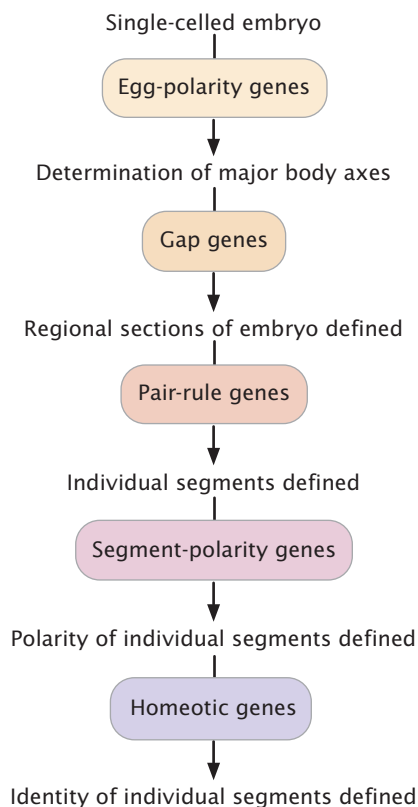 Single-celled embryo
Egg-polarity genes
Determination of major body axes
Gap genes
Regional sections of embryo defined
Pair-rule genes
Individual segments defined
Segment-polarity genes
Polarity of individual segments defined
Homeotic genes
Identity of individual segments defined